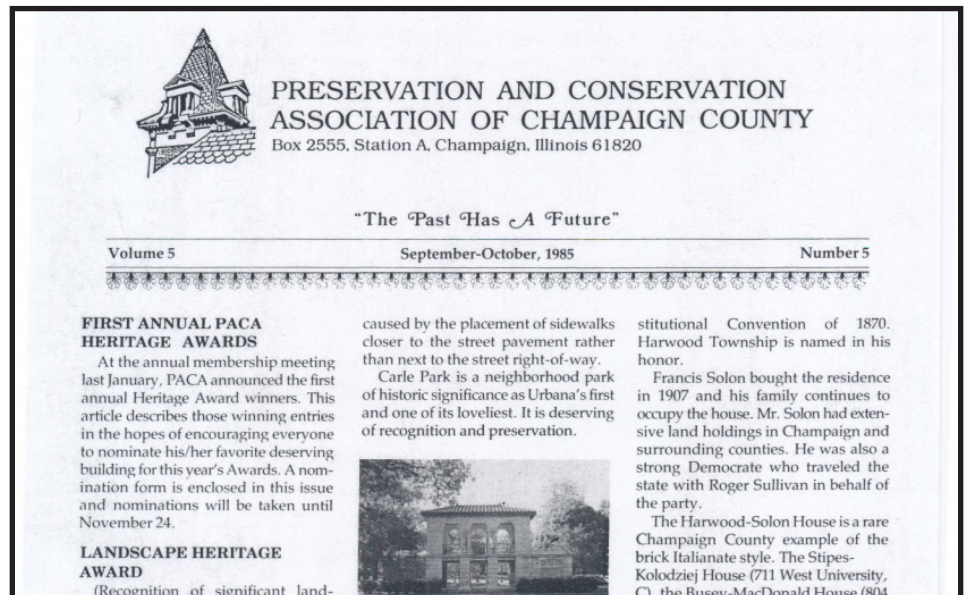 PRESERVATION AND CONSERVATION
ASSOCIATION OF CHAMPAIGN COUNTY
Box 2555, Station A, Champaign, Illinois 61820
"The Past Has A Future"
Volume 5 September-October, 1985 Number 5
FIRST ANNUAL PACA
HERITAGE AWARDS
At the annual membership meeting
last January, PACA announced the first
annual Heritage Award winners. This
article describes those winning entries
in the hopes of encouraging everyone
to nominate his/her favorite deserving
building for this year's Awards. A nom-
ination form is enclosed in this issue
and nominations will be taken until
November 24.
LANDSCAPE HERITAGE
AWARD
(Recognition of significant land-
caused by the placement of sidewalks
closer to the street pavement rather
than next to the street right-of-way.
Carle Park is a neighborhood park
of historic significance as Urbana's first
and one of its loveliest. It is deserving
of recognition and preservation.
stitutional Convention of 1870.
Harwood Township is named in his
honor.
Francis Solon bought the residence
in 1907 and his family continues to
occupy the house. Mr. Solon had exten-
sive land holdings in Champaign and
surrounding counties. He was also a
strong Democrate who traveled the
state with Roger Sullivan in behalf of
the party.
The Harwood-Solon House is a rare
Champaign County example of the
brick Italianate style. The Stipes-
Kolodziej House (711 West University,
C), the Busey-MacDonald House (804